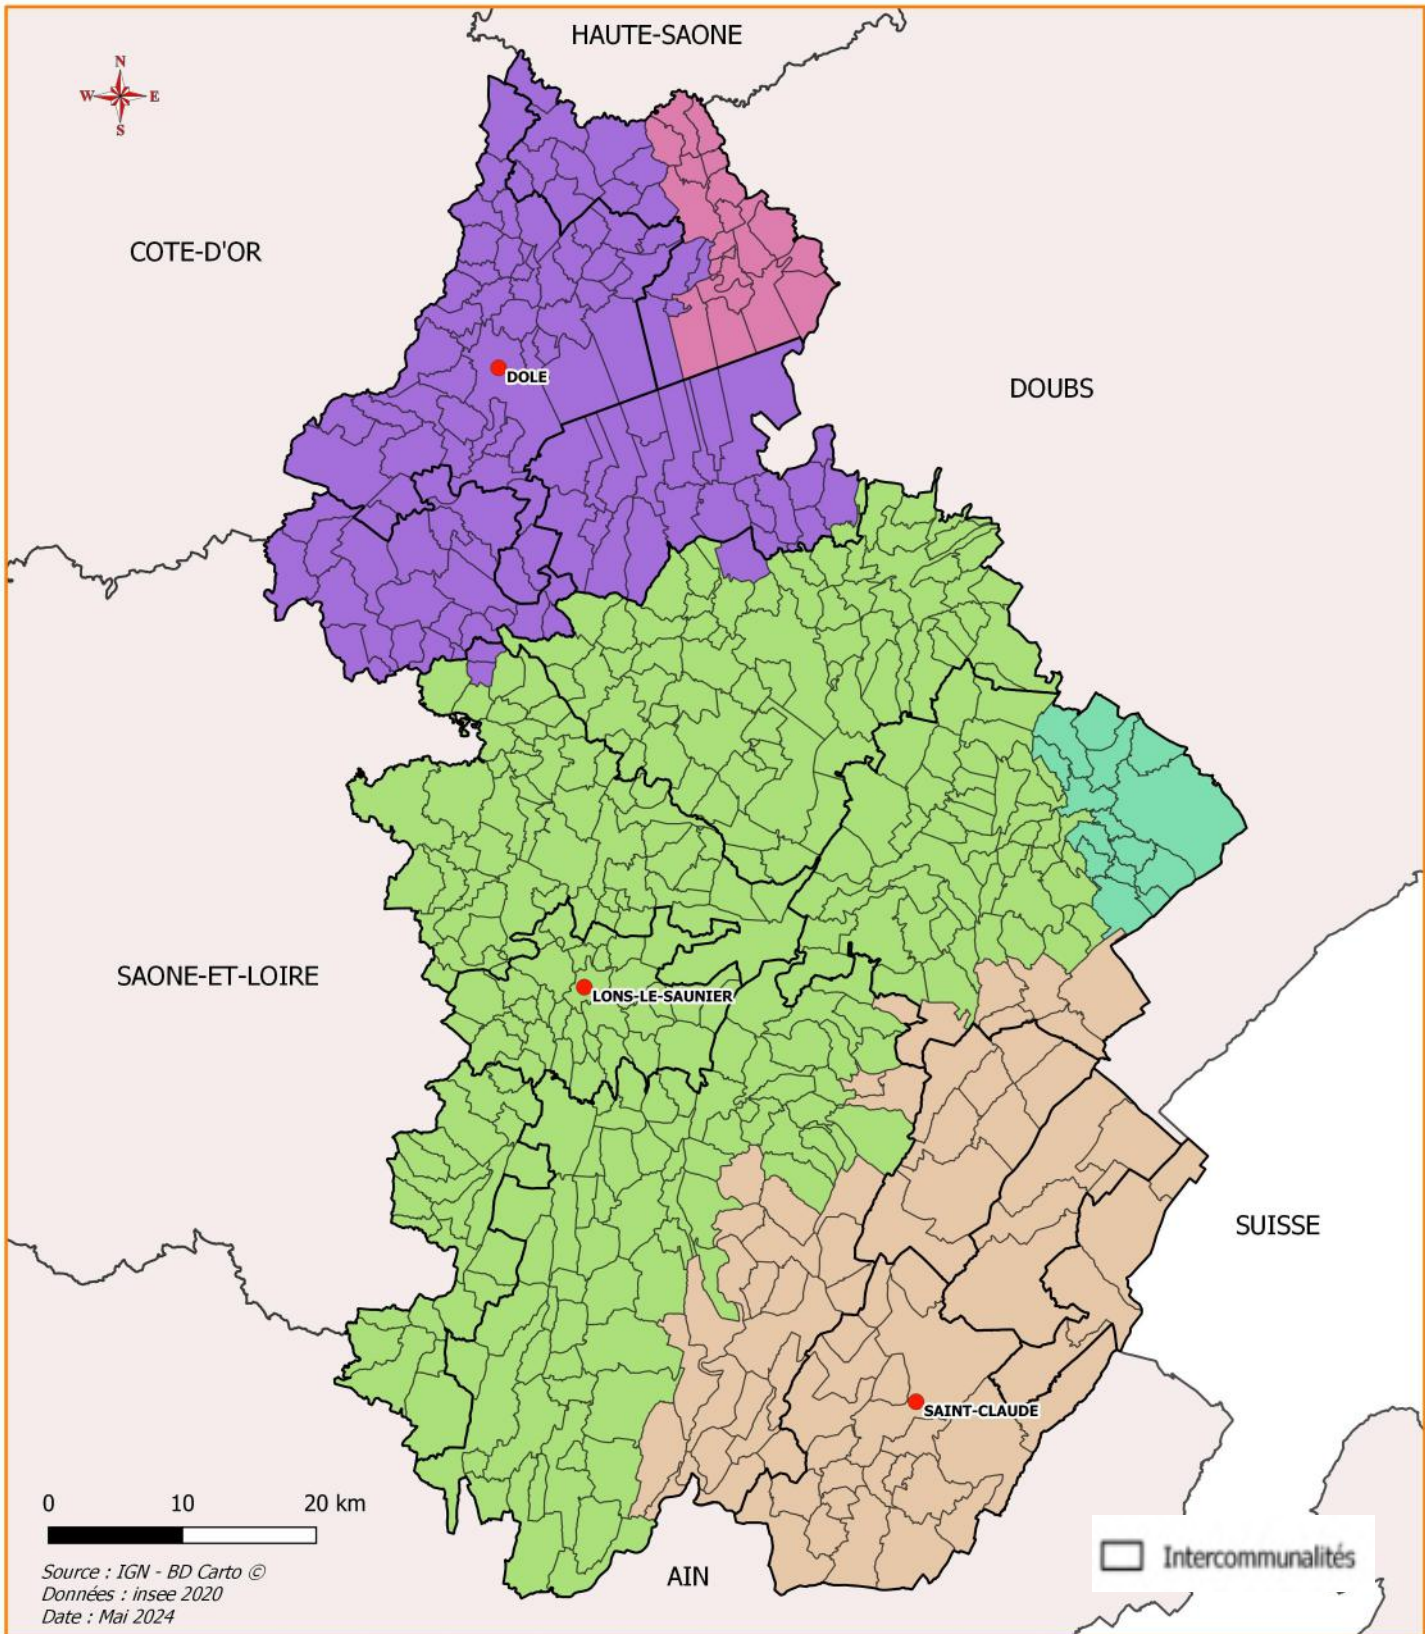 HAUTE-SAONE
N
W E
S
COTE-D'OR
DOLE
DOUBS
SAONE-ET-LOIRE
LONS-LE-SAUNIER
SUISSE
SAINT-CLAUDE
0 10 20 km
AIN
Intercommunalités
Source : IGN - BD Carto ©
Données : insee 2020
Date : Mai 2024